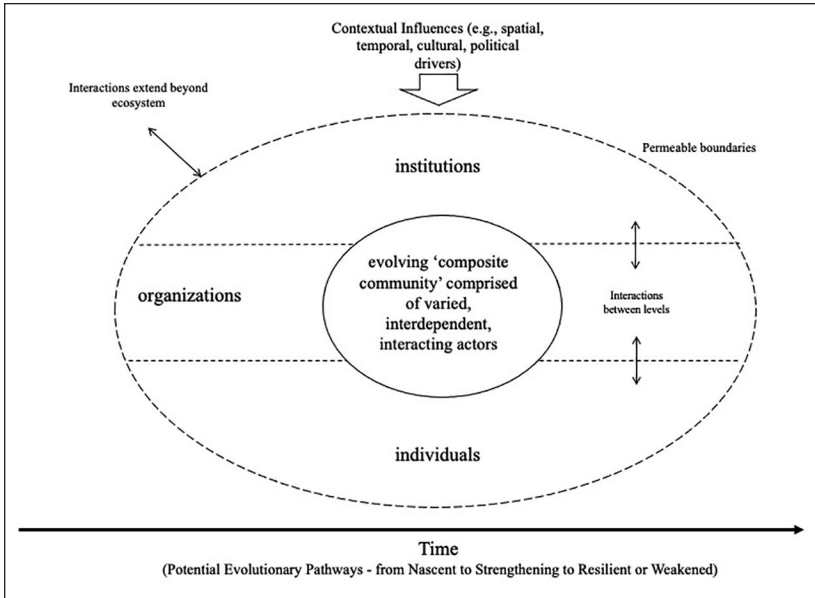 Contextual Influences (e.g., spatial,
temporal, cultural, political
drivers)
Interactions extend beyond
ecosystem
Permeable boundaries
institutions
evolving ‘composite
community’ comprised
of varied,
interdependent,
interacting actors
organizations
Interactions
between levels
individuals
Time
(Potential Evolutionary Pathways - from Nascent to Strengthening to Resilient or Weakened)